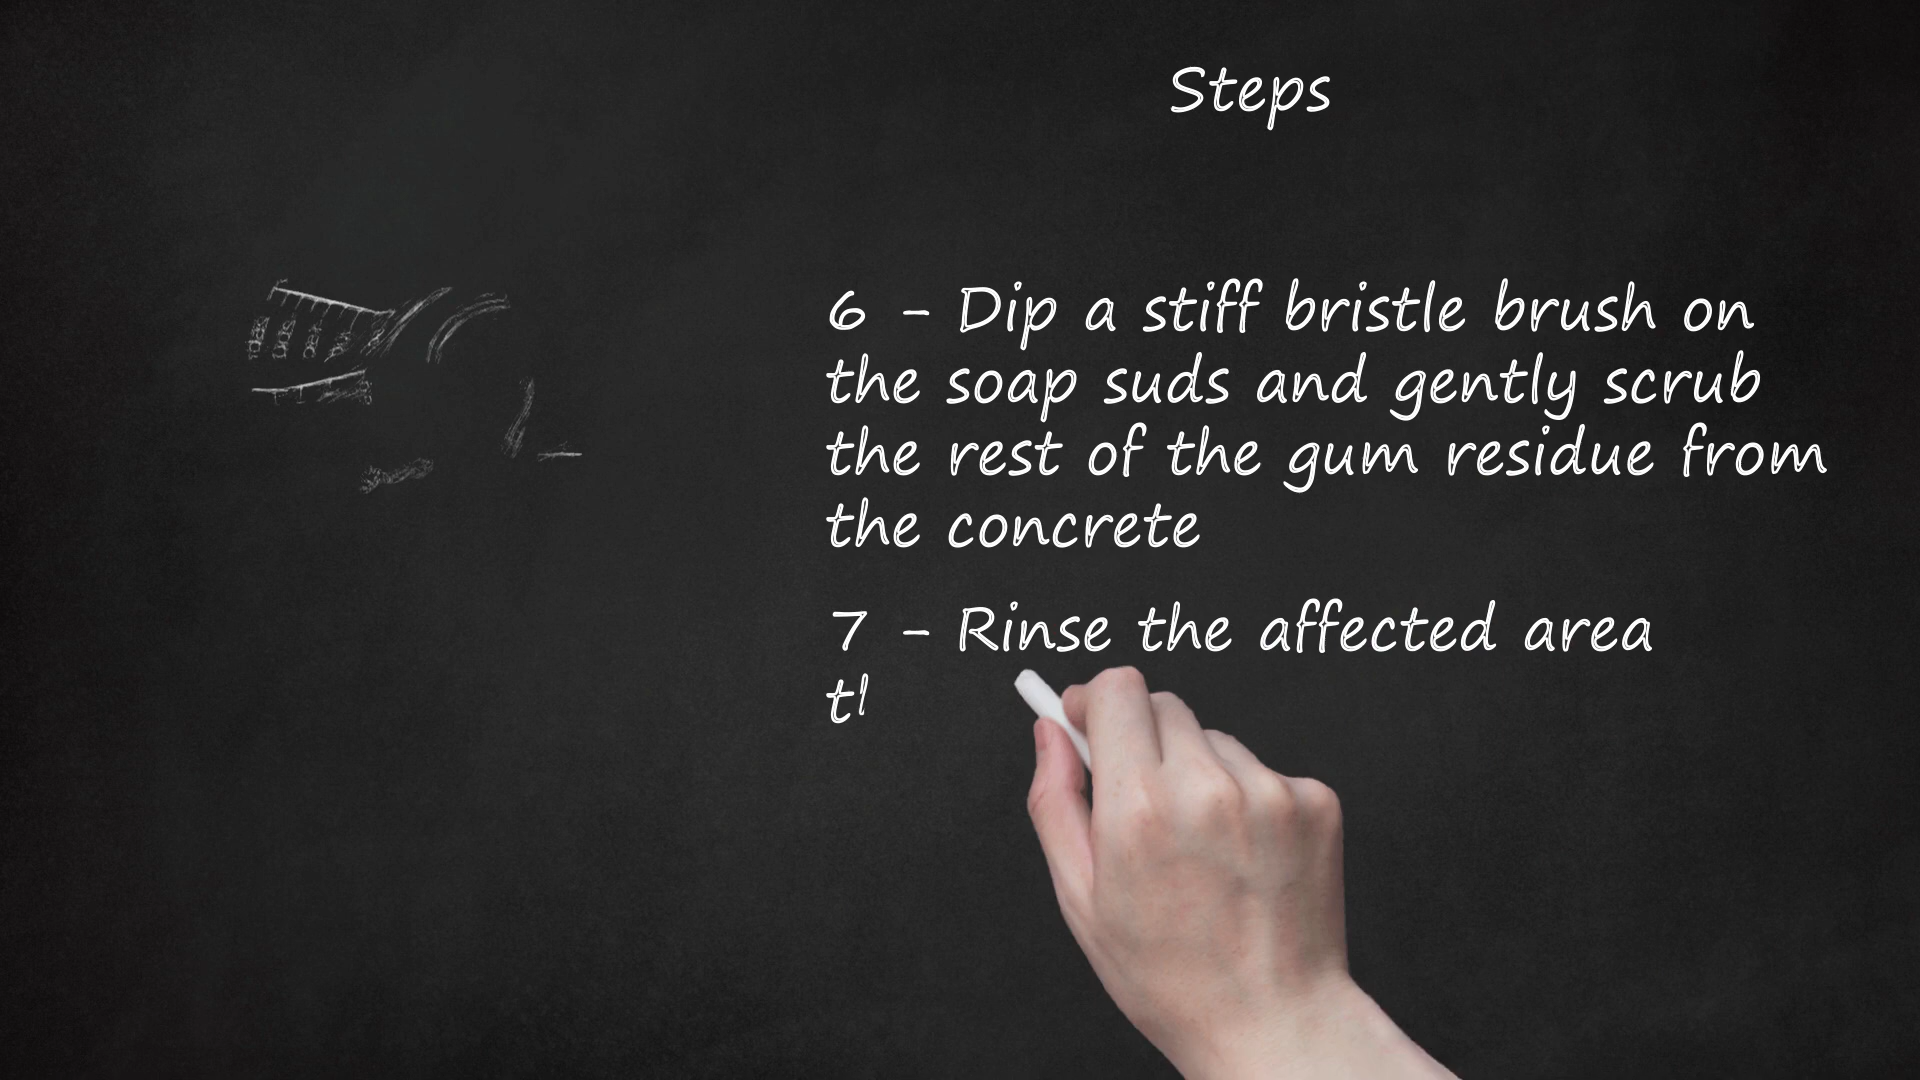 Steps
6 - Dip a stiff bristle brush on
the soap suds and gently scrub
the rest of the gum residue from
the concrete
7 - Rinse the affected area